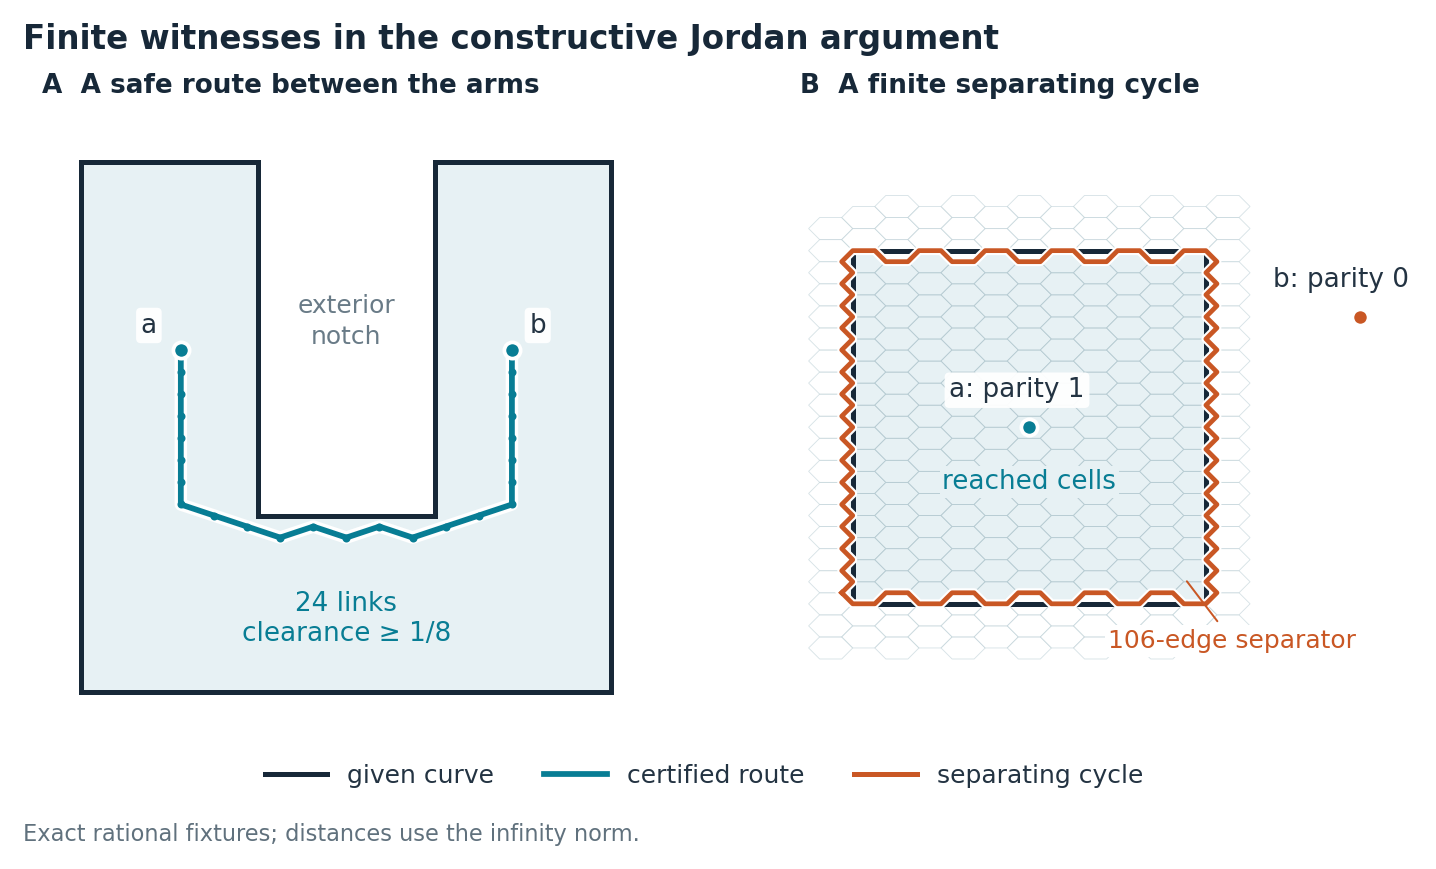 Finite witnesses in the constructive Jordan argument
A A safe route between the arms
exterior
notch
a
b
24 links
clearance ≥ 1/8
B A finite separating cycle
b: parity 0
a: parity 1
reached cells
106-edge separator
given curve
certified route
separating cycle
Exact rational fixtures; distances use the infinity norm.